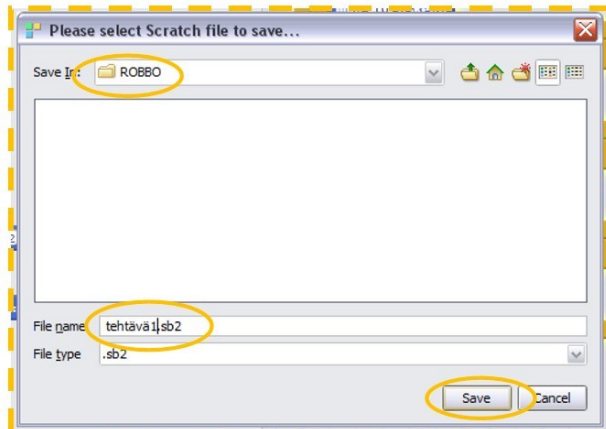 Please select Scratch file to save...
Save In: ROBBO
File name tehtävä1.sb2
File type .sb2
Save Cancel